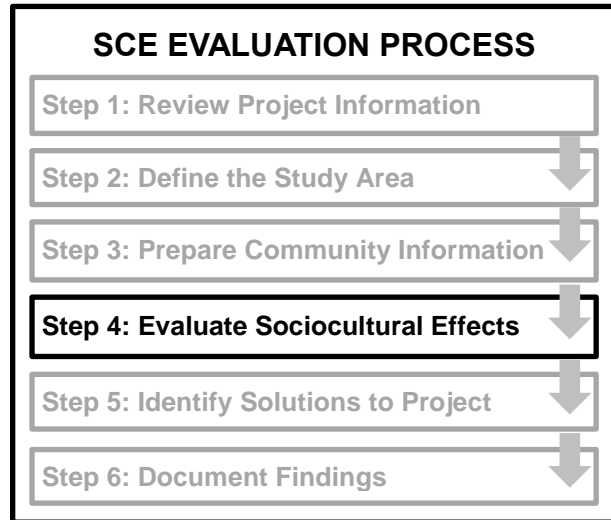 SCE EVALUATION PROCESS
Step 1: Review Project Information
Step 2: Define the Study Area
Step 3: Prepare Community Information
Step 4: Evaluate Sociocultural Effects
Step 5: Identify Solutions to Project
Step 6: Document Findings